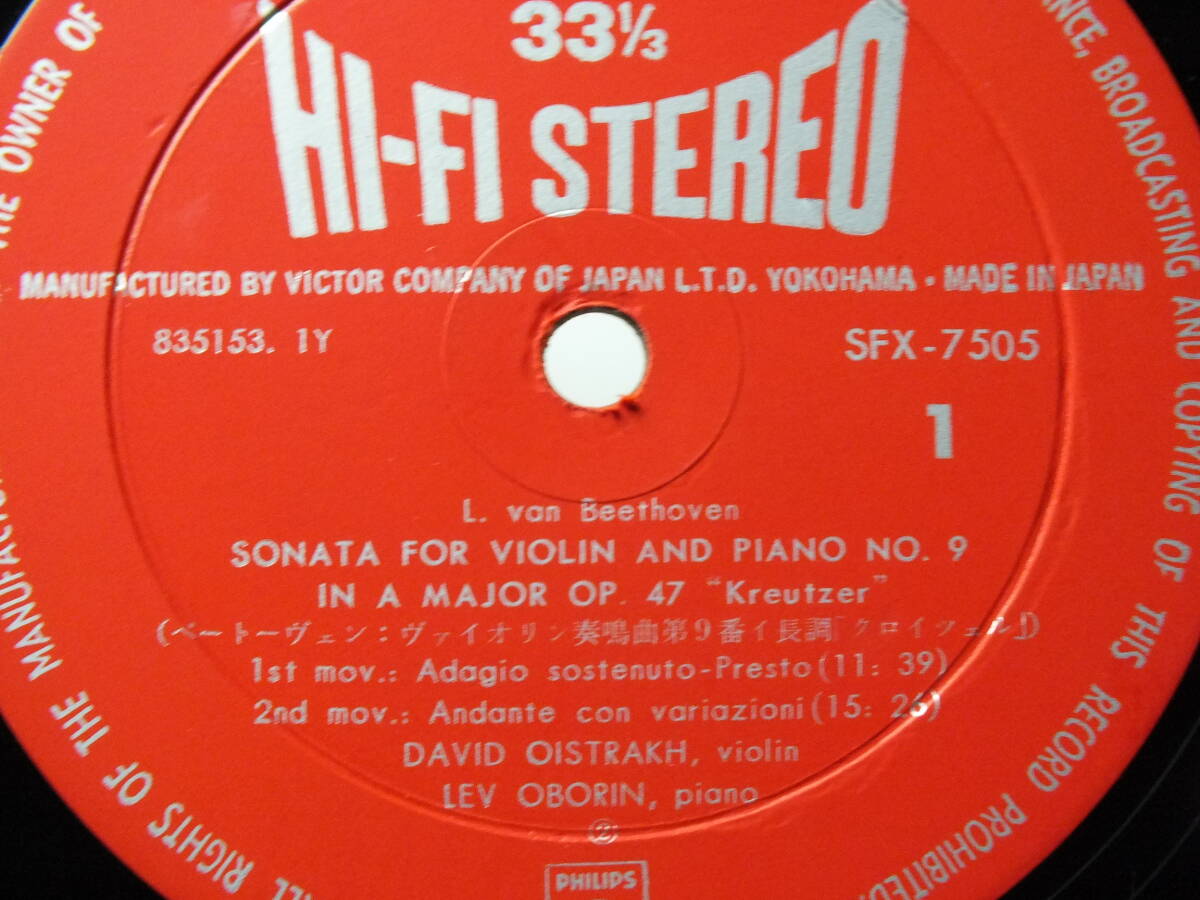 33⅓
HI-FI STEREO
MANUFACTURED BY VICTOR COMPANY OF JAPAN L.T.D. YOKOHAMA • MADE IN JAPAN
835153. 1Y
SFX-7505
1
L. van Beethoven
SONATA FOR VIOLIN AND PIANO NO. 9
IN A MAJOR OP. 47 "Kreutzer"
(ベートーヴェン:ヴァイオリン奏鳴曲第9番イ長調「クロイツェル」)
1st mov.: Adagio sostenuto-Presto (11: 39)
2nd mov.: Andante con variazioni (15: 26)
DAVID OISTRAKH, violin
LEV OBORIN, piano
②
PHILIPS
RIGHTS OF THE MANUFACTUR THE OWNER OF
BROADCASTING AND COPYING OF THIS RECORD PROHIBITED.